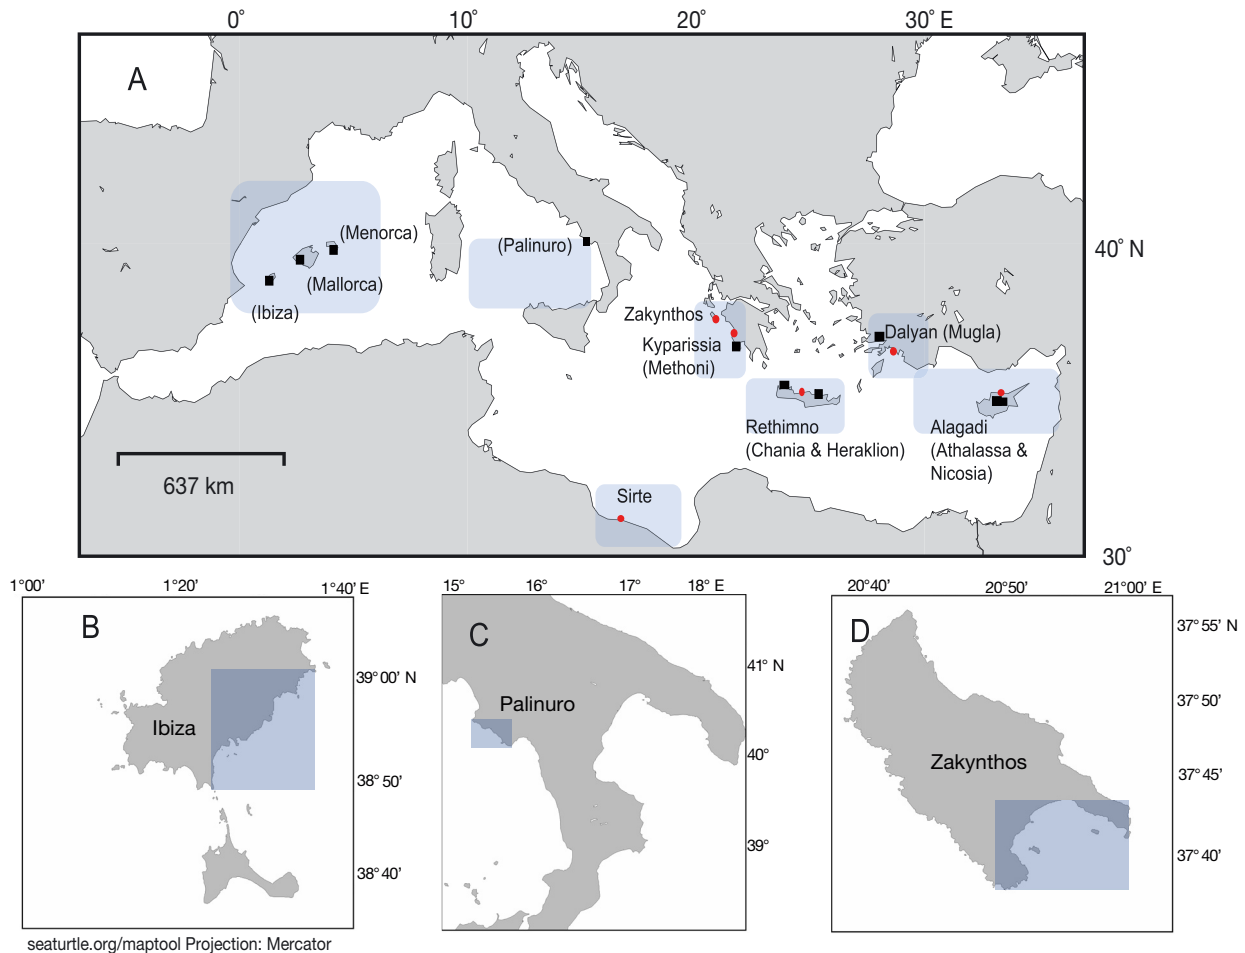 0° 10° 20° 30° E
A
(Menorca)
(Palinuro)
40° N
(Mallorca)
(Ibiza)
Zakynthos
Dalyan (Mugla)
Kyparissia
(Methoni)
Rethimno
(Chania & Heraklion)
Alagadi
(Athalassa &
Nicosia)
637 km
Sirte
30°
1°00' 1°20' 1°40' E
B
39°00' N
Ibiza
38°50'
38°40'
15° 16° 17° 18° E
C
41° N
Palinuro
40°
39°
20°40' 20°50' 21°00' E
D
37°55' N
37°50'
Zakynthos
37°45'
37°40'
seaturtle.org/maptool Projection: Mercator